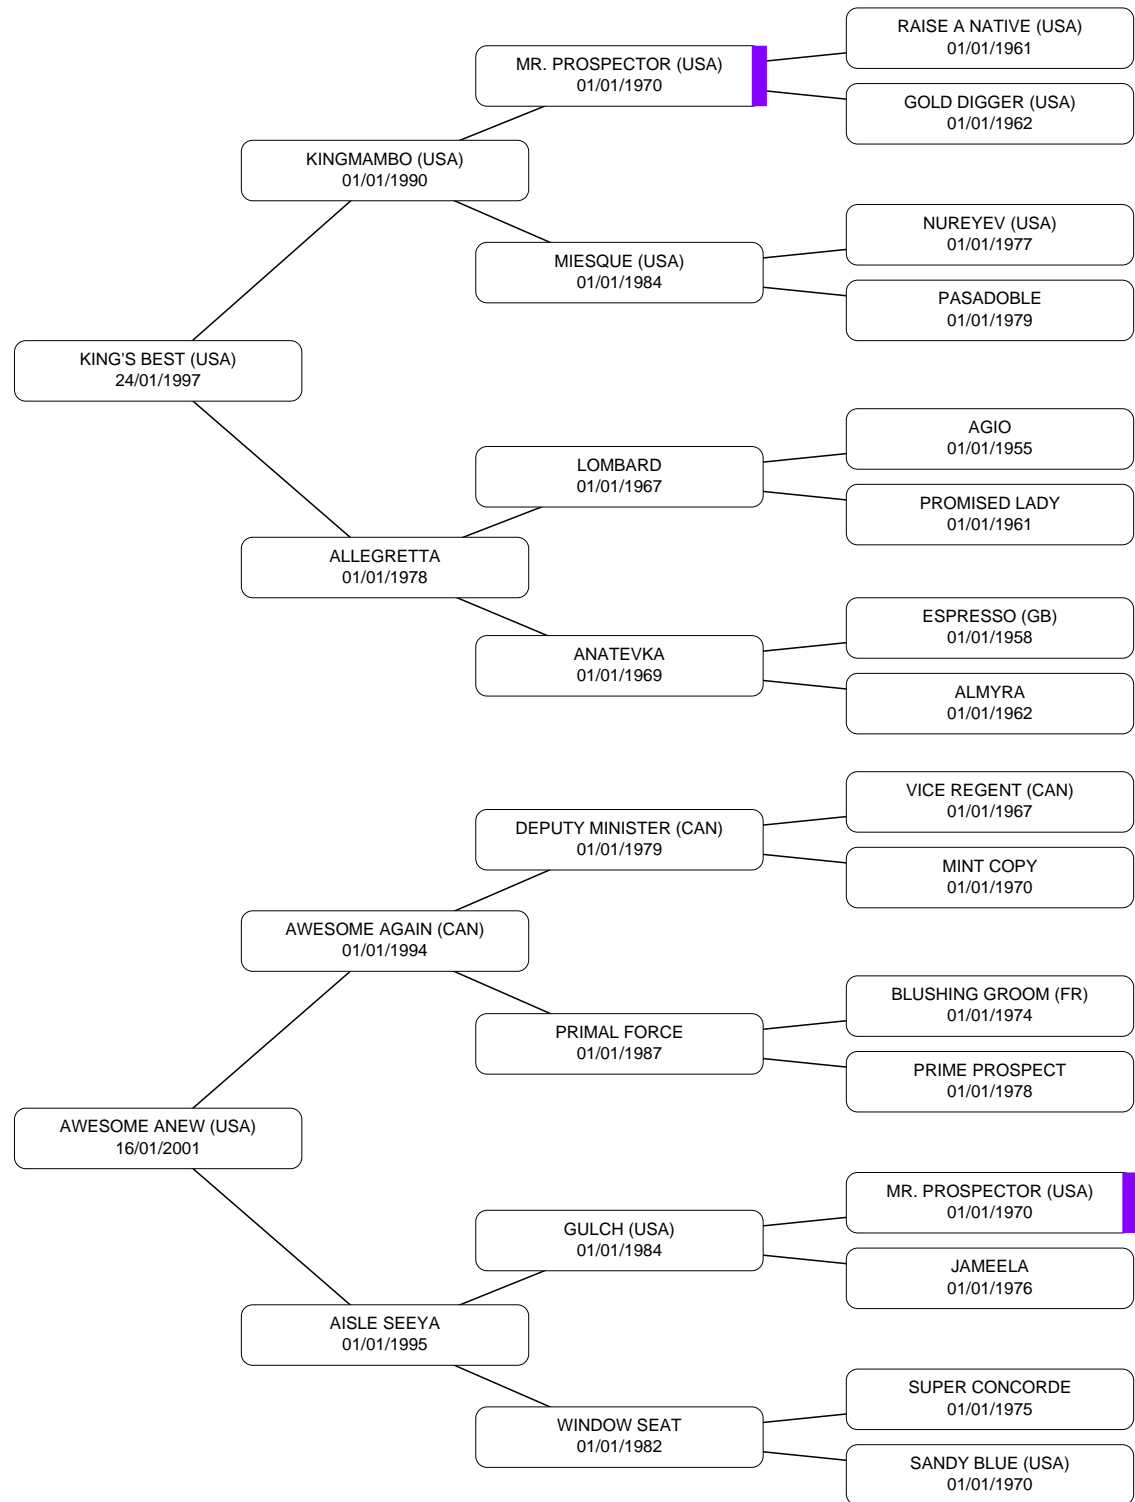 RAISE A NATIVE (USA)
01/01/1961
MR. PROSPECTOR (USA)
01/01/1970
GOLD DIGGER (USA)
01/01/1962
KINGMAMBO (USA)
01/01/1990
NUREYEV (USA)
01/01/1977
MIESQUE (USA)
01/01/1984
PASADOBLE
01/01/1979
KING'S BEST (USA)
24/01/1997
AGIO
01/01/1955
LOMBARD
01/01/1967
PROMISED LADY
01/01/1961
ALLEGRETTA
01/01/1978
ESPRESSO (GB)
01/01/1958
ANATEVKA
01/01/1969
ALMYRA
01/01/1962
VICE REGENT (CAN)
01/01/1967
DEPUTY MINISTER (CAN)
01/01/1979
MINT COPY
01/01/1970
AWESOME AGAIN (CAN)
01/01/1994
BLUSHING GROOM (FR)
01/01/1974
PRIMAL FORCE
01/01/1987
PRIME PROSPECT
01/01/1978
AWESOME ANEW (USA)
16/01/2001
MR. PROSPECTOR (USA)
01/01/1970
GULCH (USA)
01/01/1984
JAMEELA
01/01/1976
AISLE SEEYA
01/01/1995
SUPER CONCORDE
01/01/1975
WINDOW SEAT
01/01/1982
SANDY BLUE (USA)
01/01/1970